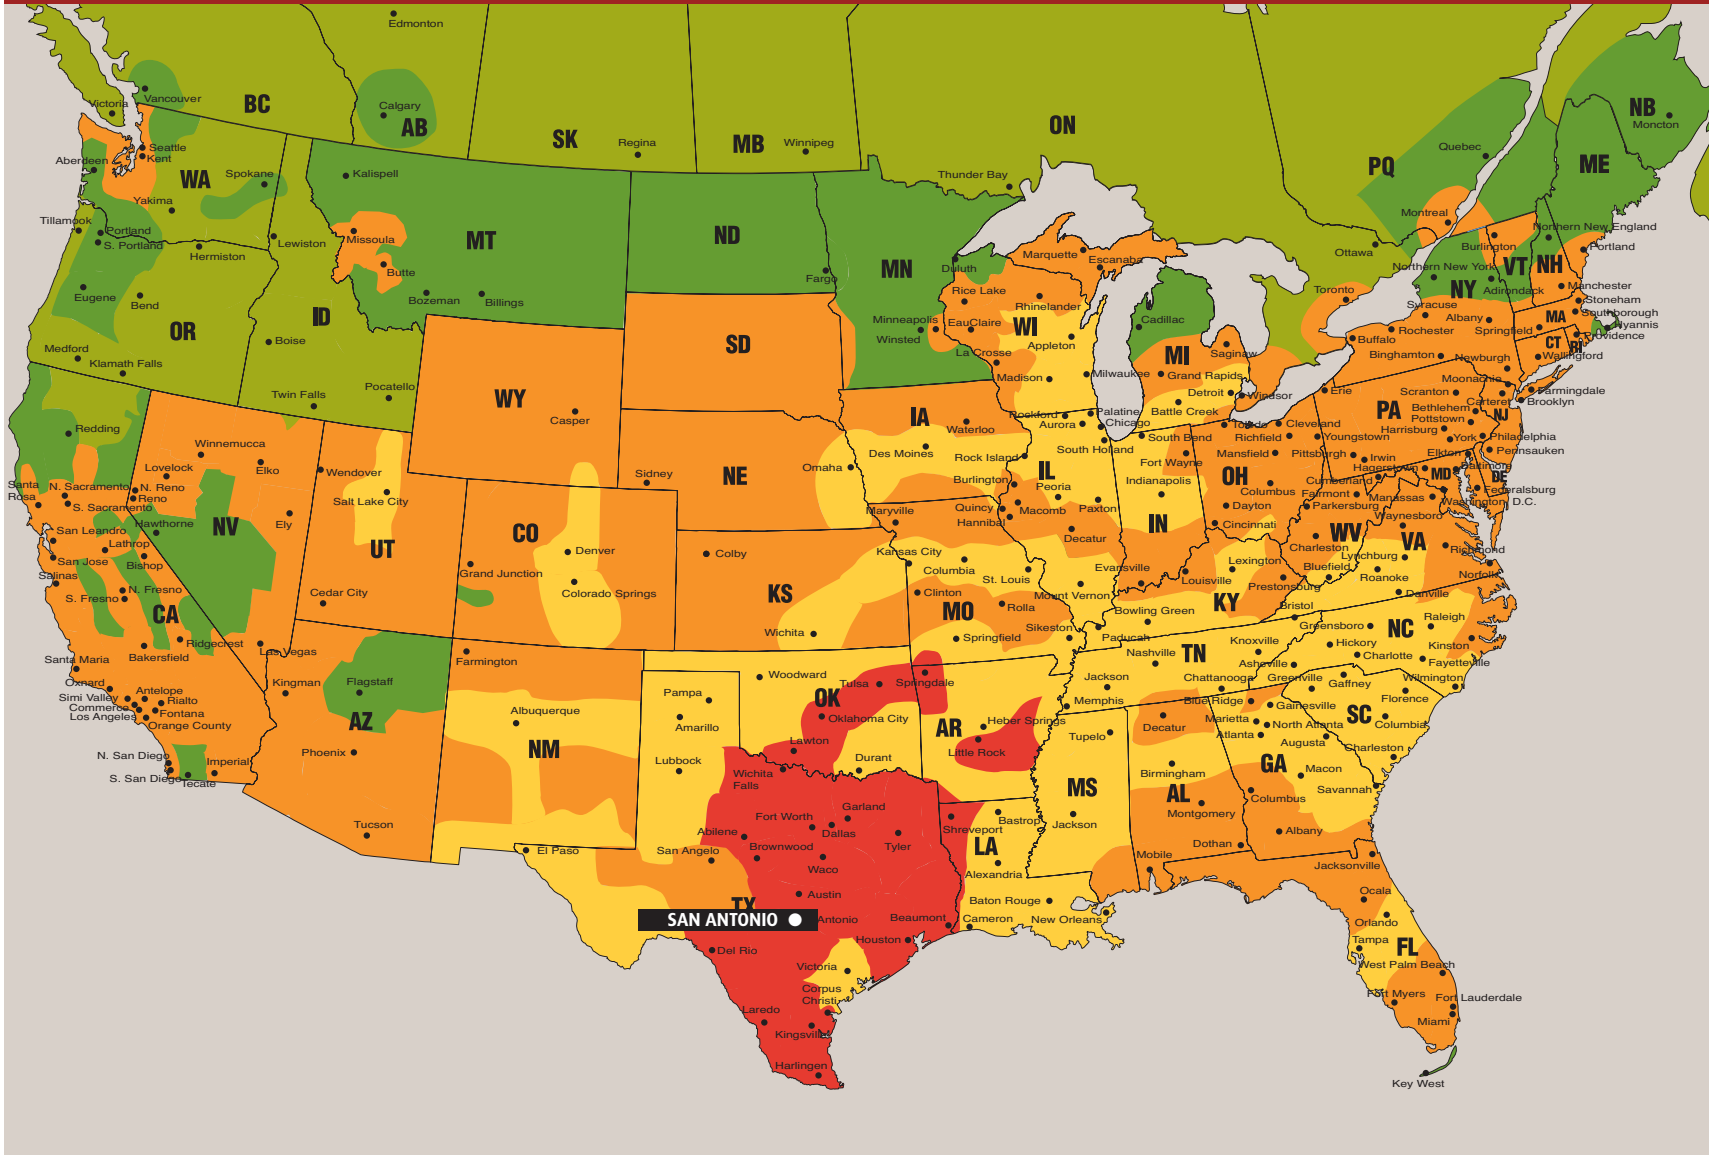 Edmonton
Victoria
Vancouver
BC
Calgary
AB
SK
Regina
MB
Winnipeg
ON
Thunder Bay
PQ
Quebec
NB
Moncton
ME
Montreal
Ottawa
Toronto
Windsor
Seattle
Kent
Aberdeen
WA
Spokane
Yakima
Tillamook
Portland
S. Portland
Hermiston
Lewiston
Eugene
Bend
OR
Medford
Klamath Falls
ID
Boise
Twin Falls
Pocatello
Kalispell
MT
Missoula
Butte
Bozeman
Billings
ND
Fargo
MN
Duluth
Minneapolis
Winsted
Marquette
Escanaba
Rice Lake
Rhinelander
EauClaire
WI
Appleton
La Crosse
Madison
Milwaukee
Cadillac
MI
Saginaw
Grand Rapids
Detroit
Battle Creek
SD
WY
Casper
NE
Sidney
Omaha
IA
Waterloo
Des Moines
Rockford
Palatine
Aurora
Chicago
South Holland
Rock Island
IL
Burlington
Peoria
Quincy
Macomb
Paxton
Hannibal
Decatur
Mount Vernon
South Bend
Fort Wayne
Indianapolis
IN
Evansville
Toledo
Cleveland
Richfield
Youngstown
Mansfield
OH
Columbus
Dayton
Cincinnati
Northern New England
Burlington
Portland
VT
NH
Northern New York
NY
Adirondack
Manchester
Syracuse
Stoneham
Albany
MA
Southborough
Hyannis
Rochester
Springfield
Providence
Buffalo
CT
RI
Binghamton
Newburgh
Wallingford
Moonachie
Erie
Scranton
Farmingdale
PA
Carteret
Brooklyn
Bethlehem
NJ
Pottstown
Harrisburg
York
Philadelphia
Pittsburgh
Irwin
Elkton
Pennsauken
Hagerstown
MD
Baltimore
DE
Cumberland
Federalsburg
Fairmont
Manassas
Washington, D.C.
Parkersburg
Waynesboro
WV
Charleston
VA
Lynchburg
Richmond
Bluefield
Roanoke
Norfolk
Danville
Lexington
Louisville
Prestonsburg
KY
Bowling Green
Paducah
Bristol
Redding
Santa
Rosa
N. Sacramento
S. Sacramento
San Leandro
Lathrop
San Jose
Bishop
Salinas
N. Fresno
S. Fresno
CA
Ridgecrest
Bakersfield
Santa Maria
Oxnard
Antelope
Simi Valley
Rialto
Commerce
Fontana
Los Angeles
Orange County
N. San Diego
Imperial
S. San Diego
Tecate
Winnemucca
Lovelock
Elko
N. Reno
Reno
Ely
Hawthorne
NV
Las Vegas
Wendover
Salt Lake City
UT
Cedar City
CO
Denver
Grand Junction
Colorado Springs
Colby
KS
Wichita
Maryville
Kansas City
Columbia
St. Louis
Clinton
MO
Rolla
Springfield
Sikeston
Kingman
Flagstaff
AZ
Phoenix
Tucson
Farmington
Albuquerque
NM
Woodward
Tulsa
OK
Oklahoma City
Lawton
Durant
Springdale
AR
Heber Springs
Little Rock
Knoxville
Nashville
TN
Jackson
Memphis
Chattanooga
Greensboro
Raleigh
NC
Hickory
Kinston
Charlotte
Fayetteville
Asheville
Wilmington
Greenville
Gaffney
Florence
SC
Columbia
Charleston
Blue Ridge
Gainesville
Marietta
North Atlanta
Atlanta
Augusta
GA
Macon
Savannah
Columbus
Albany
Tupelo
MS
Jackson
Decatur
Birmingham
AL
Montgomery
Dothan
Mobile
Pampa
Amarillo
Lubbock
Wichita
Falls
Fort Worth
Garland
Dallas
Abilene
Tyler
El Paso
San Angelo
Brownwood
Waco
Austin
TX
SAN ANTONIO
Antonio
Beaumont
Houston
Del Rio
Victoria
Corpus
Christi
Laredo
Kingsville
Harlingen
Shreveport
Bastrop
LA
Alexandria
Baton Rouge
Cameron
New Orleans
Jacksonville
Ocala
Orlando
Tampa
FL
West Palm Beach
Fort Myers
Fort Lauderdale
Miami
Key West